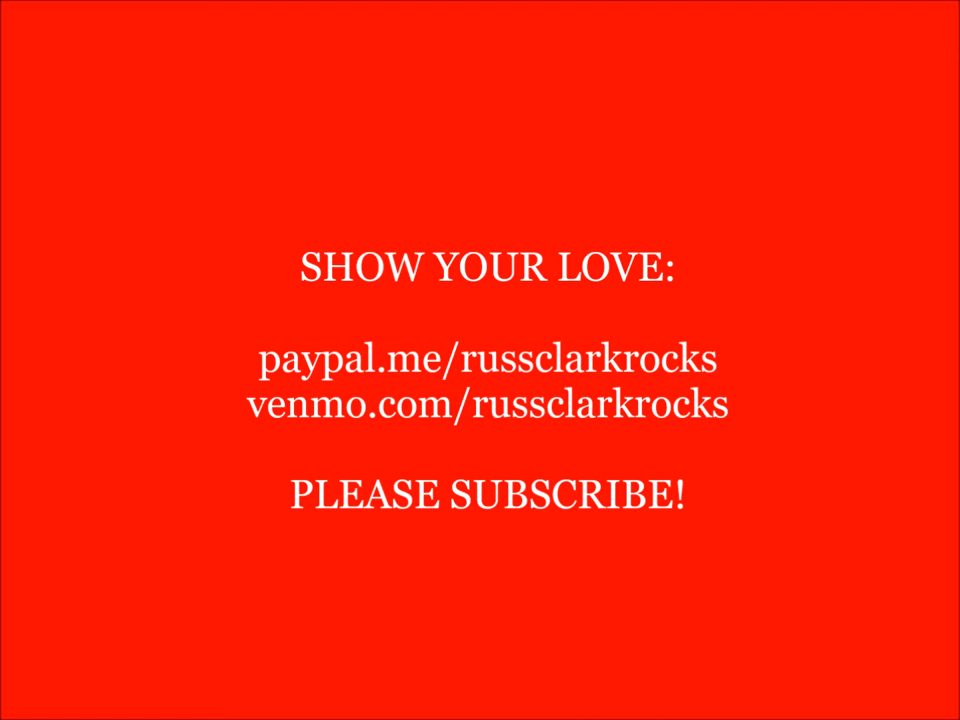 SHOW YOUR LOVE:
paypal.me/russclarkrocks
venmo.com/russclarkrocks
PLEASE SUBSCRIBE!